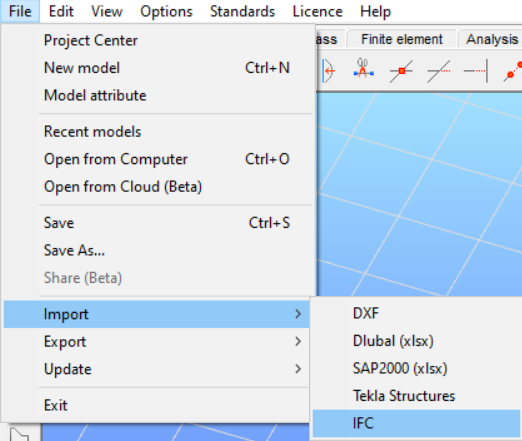 File Edit View Options Standards Licence Help
Project Center
ass Finite element Analysis
New model Ctrl+N
Model attribute
Recent models
Open from Computer Ctrl+O
Open from Cloud (Beta)
Save Ctrl+S
Save As...
Share (Beta)
Import
DXF
Export
Dlubal (xlsx)
Update
SAP2000 (xlsx)
Tekla Structures
Exit
IFC